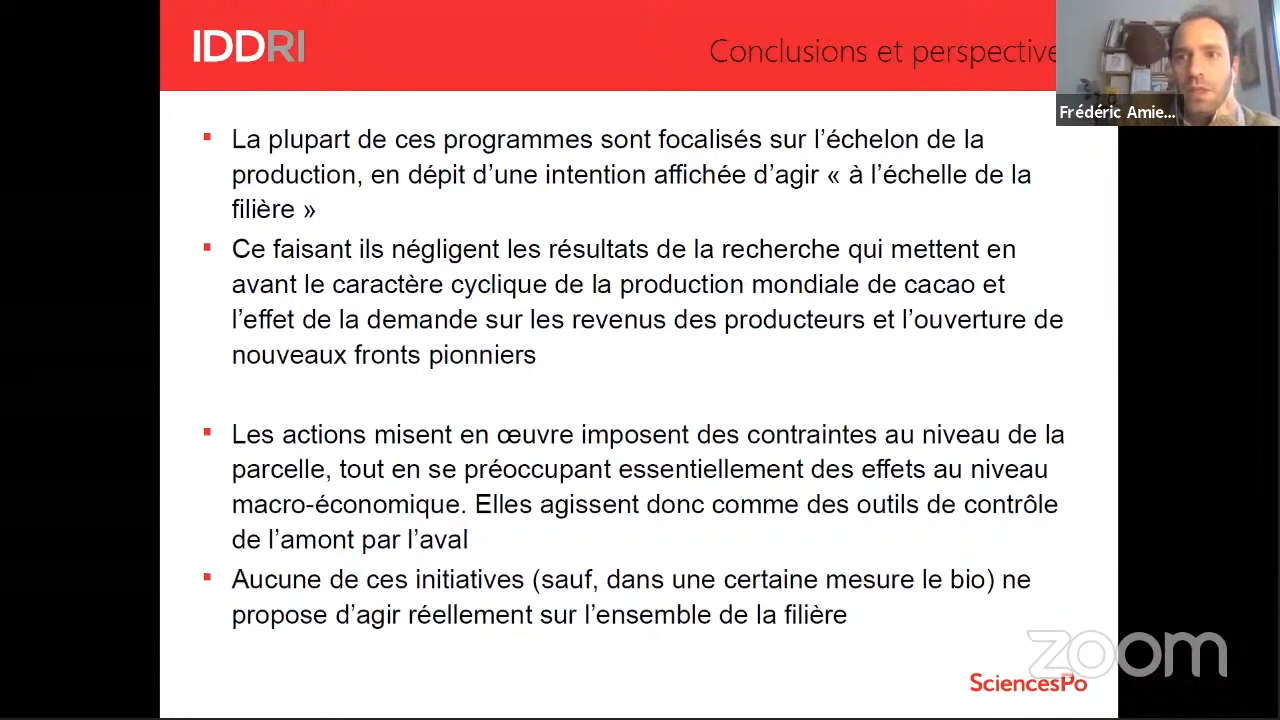 IDDRI
Conclusions et perspective
Frédéric Amie...
▪ La plupart de ces programmes sont focalisés sur l’échelon de la
production, en dépit d’une intention affichée d’agir « à l’échelle de la
filière »
▪ Ce faisant ils négligent les résultats de la recherche qui mettent en
avant le caractère cyclique de la production mondiale de cacao et
l’effet de la demande sur les revenus des producteurs et l’ouverture de
nouveaux fronts pionniers
▪ Les actions misent en œuvre imposent des contraintes au niveau de la
parcelle, tout en se préoccupant essentiellement des effets au niveau
macro-économique. Elles agissent donc comme des outils de contrôle
de l’amont par l’aval
▪ Aucune de ces initiatives (sauf, dans une certaine mesure le bio) ne
propose d’agir réellement sur l’ensemble de la filière
zoom
SciencesPo